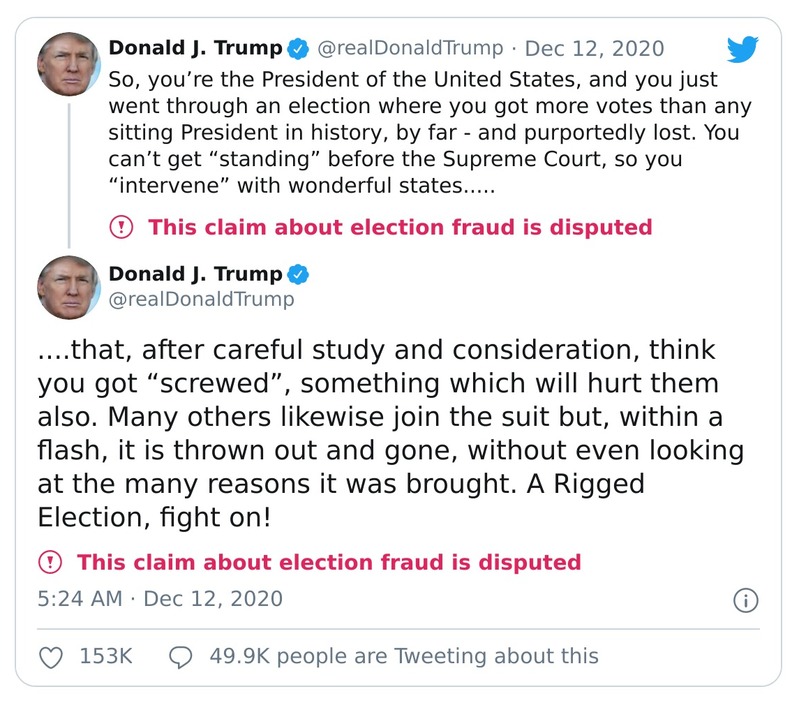 Donald J. Trump @realDonaldTrump · Dec 12, 2020
So, you’re the President of the United States, and you just
went through an election where you got more votes than any
sitting President in history, by far - and purportedly lost. You
can’t get “standing” before the Supreme Court, so you
“intervene” with wonderful states.....
This claim about election fraud is disputed
Donald J. Trump
@realDonaldTrump
....that, after careful study and consideration, think
you got “screwed”, something which will hurt them
also. Many others likewise join the suit but, within a
flash, it is thrown out and gone, without even looking
at the many reasons it was brought. A Rigged
Election, fight on!
This claim about election fraud is disputed
5:24 AM · Dec 12, 2020
153K 49.9K people are Tweeting about this